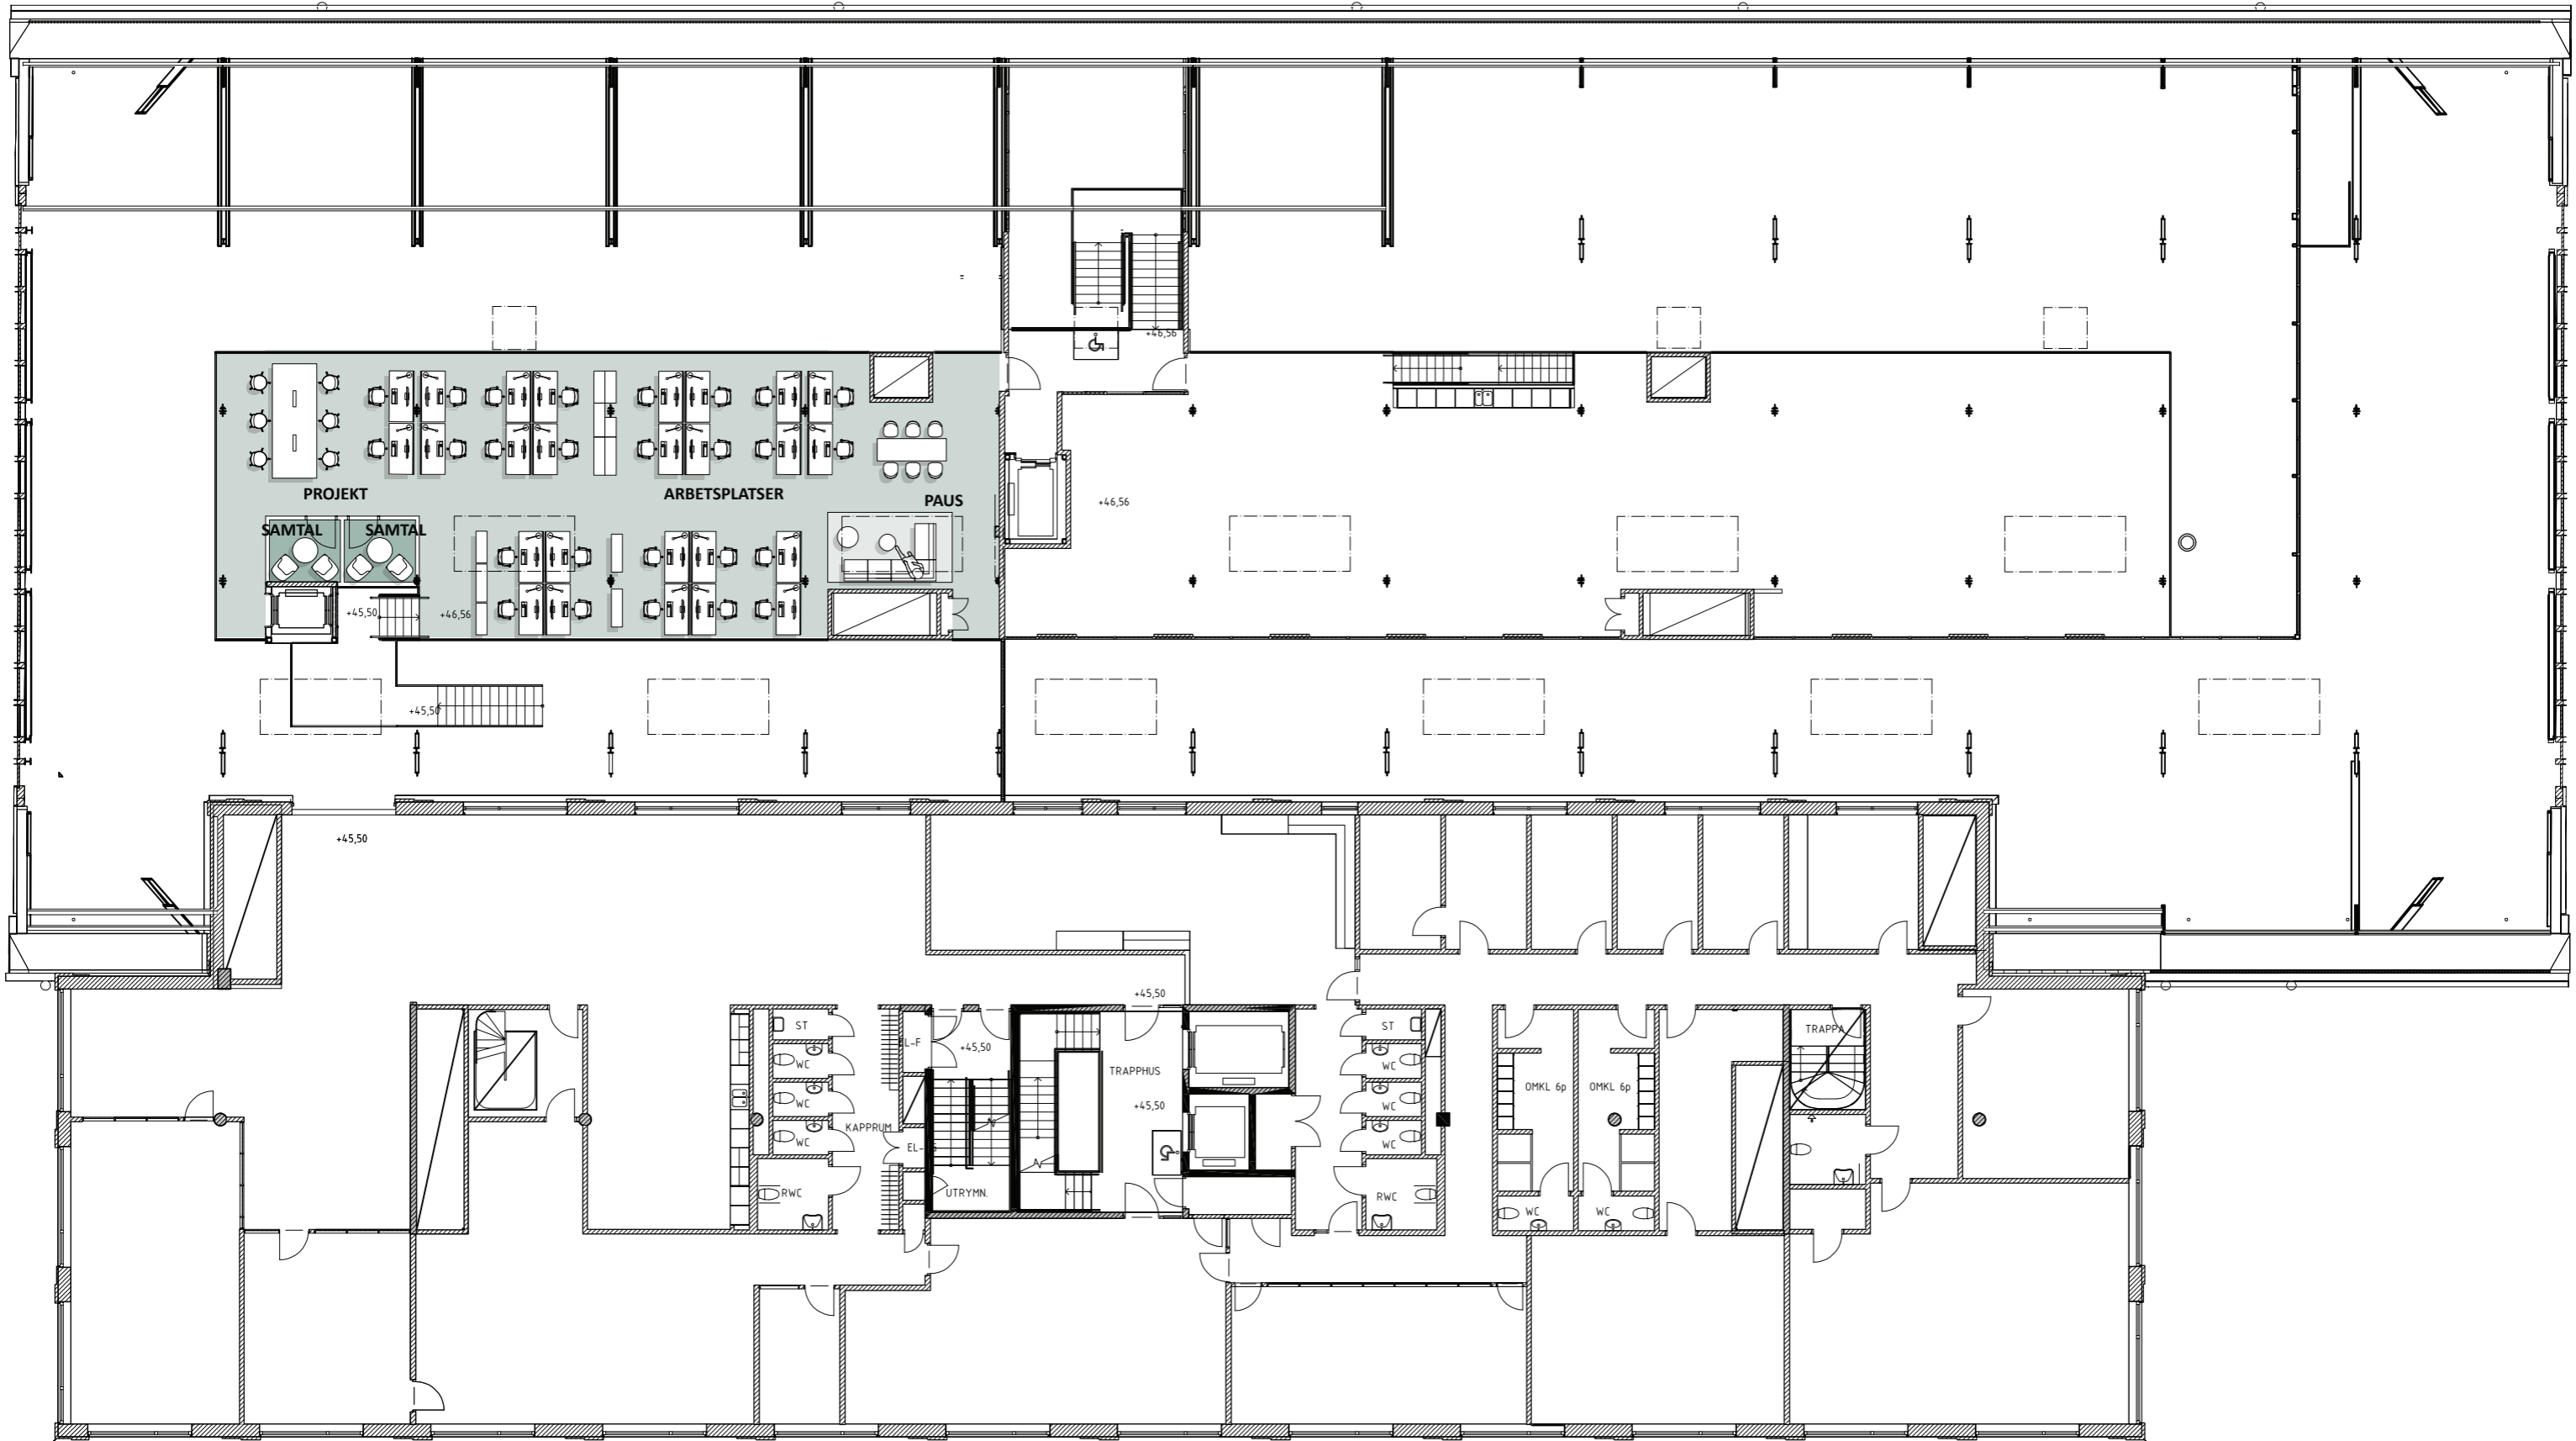 +46,56
PROJEKT
ARBETSPLATSER
PAUS
+46,56
SAMTAL
SAMTAL
+45,50
+46,56
+45,50
+45,50
+45,50
ST
ST
+45,50
TRAPPA
WC
WC
TRAPPHUS
OMKL 6p
OMKL 6p
WC
+45,50
WC
KAPPRUM
WC
WC
EL-
RWC
UTRYMN.
RWC
WC
WC